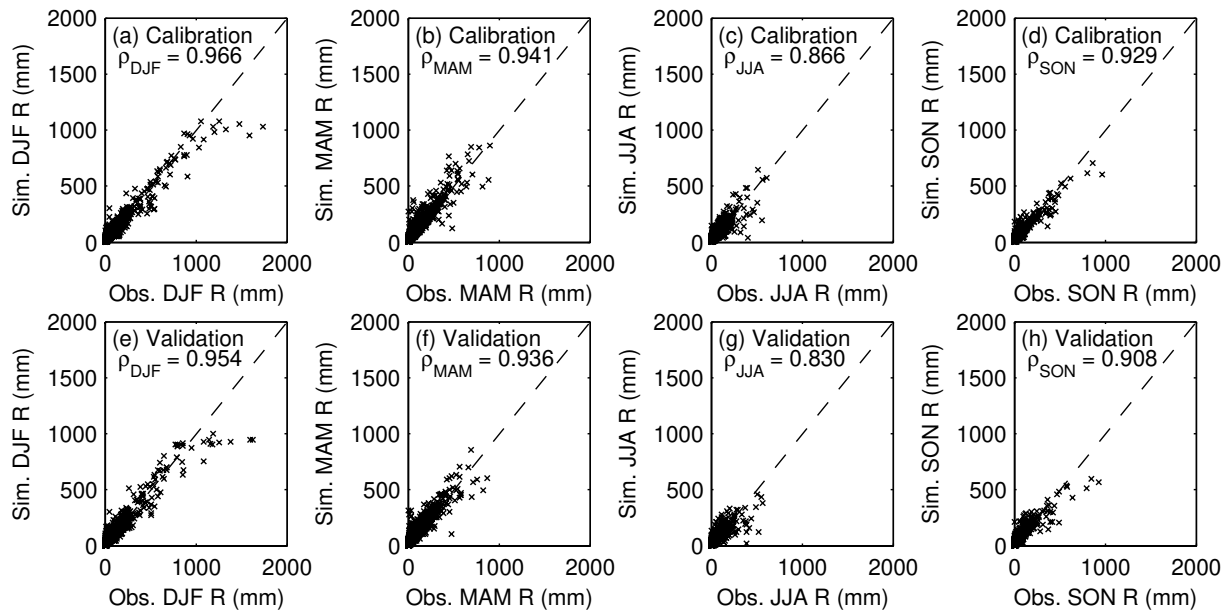 2000
1500
1000
500
0
Sim. DJF R (mm)
(a) Calibration
ρDJF = 0.966
0 1000 2000
Obs. DJF R (mm)
2000
1500
1000
500
0
Sim. MAM R (mm)
(b) Calibration
ρMAM = 0.941
0 1000 2000
Obs. MAM R (mm)
2000
1500
1000
500
0
Sim. JJA R (mm)
(c) Calibration
ρJJA = 0.866
0 1000 2000
Obs. JJA R (mm)
2000
1500
1000
500
0
Sim. SON R (mm)
(d) Calibration
ρSON = 0.929
0 1000 2000
Obs. SON R (mm)
2000
1500
1000
500
0
Sim. DJF R (mm)
(e) Validation
ρDJF = 0.954
0 1000 2000
Obs. DJF R (mm)
2000
1500
1000
500
0
Sim. MAM R (mm)
(f) Validation
ρMAM = 0.936
0 1000 2000
Obs. MAM R (mm)
2000
1500
1000
500
0
Sim. JJA R (mm)
(g) Validation
ρJJA = 0.830
0 1000 2000
Obs. JJA R (mm)
2000
1500
1000
500
0
Sim. SON R (mm)
(h) Validation
ρSON = 0.908
0 1000 2000
Obs. SON R (mm)